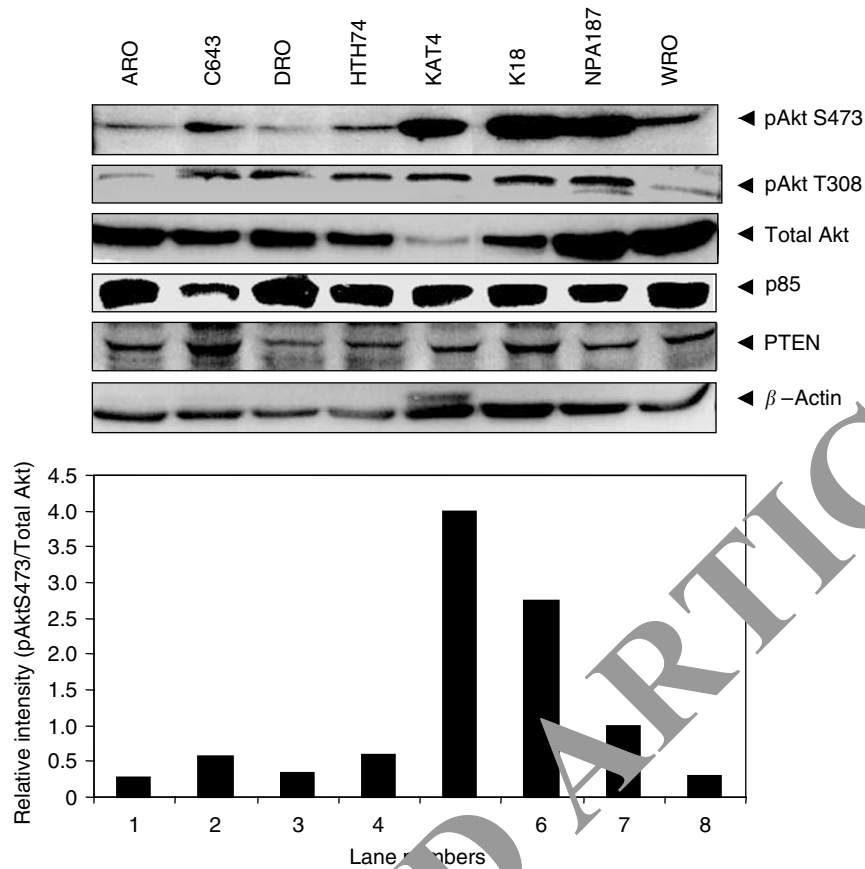 ARO
C643
DRO
HTH74
KAT4
K18
NPA187
WRO
pAkt S473
pAkt T308
Total Akt
p85
PTEN
β–Actin
Relative intensity (pAktS473/Total Akt)
4.5
4.0
3.5
3.0
2.5
2.0
1.5
1.0
0.5
0
1 2 3 4 6 7 8
Lane
D ARTIC